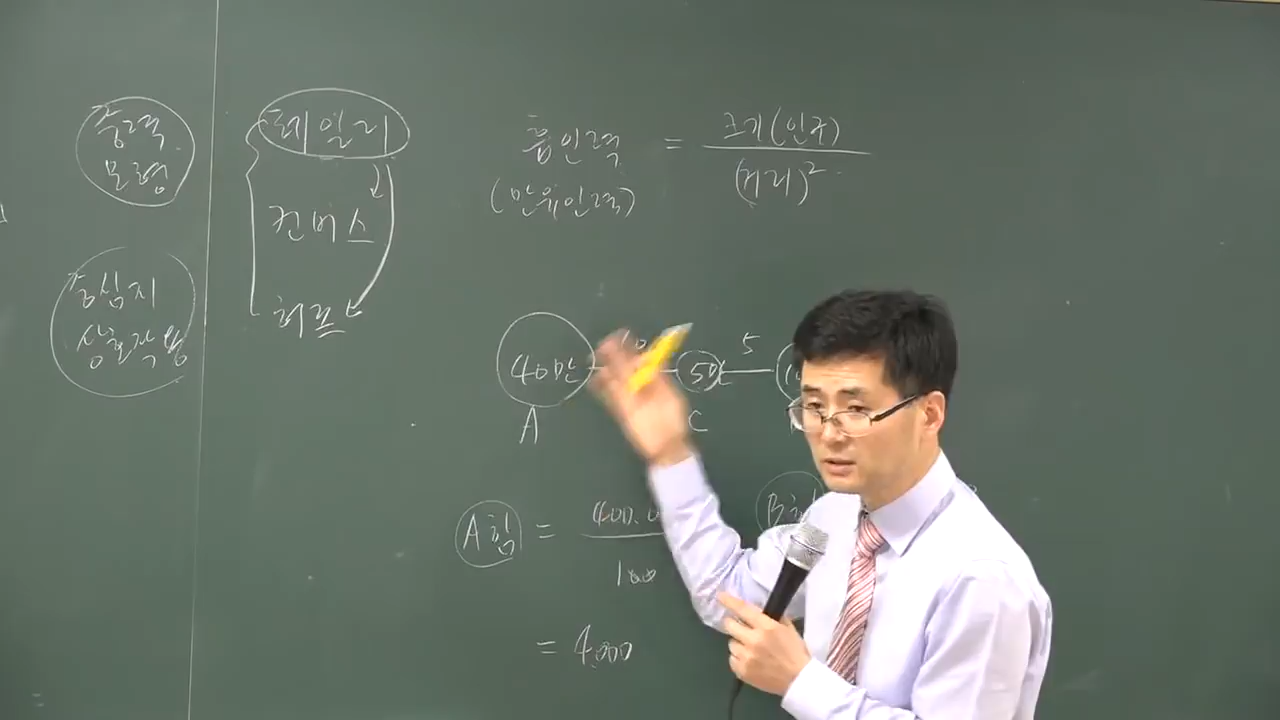 중력
모형
중심지
상호작용
레일리
컨버스
허프
흡인력 = 크기(인구)
(거리)²
(만유인력)
40만
5만
5
A
C
A힘 =
400.0
100
= 4,000